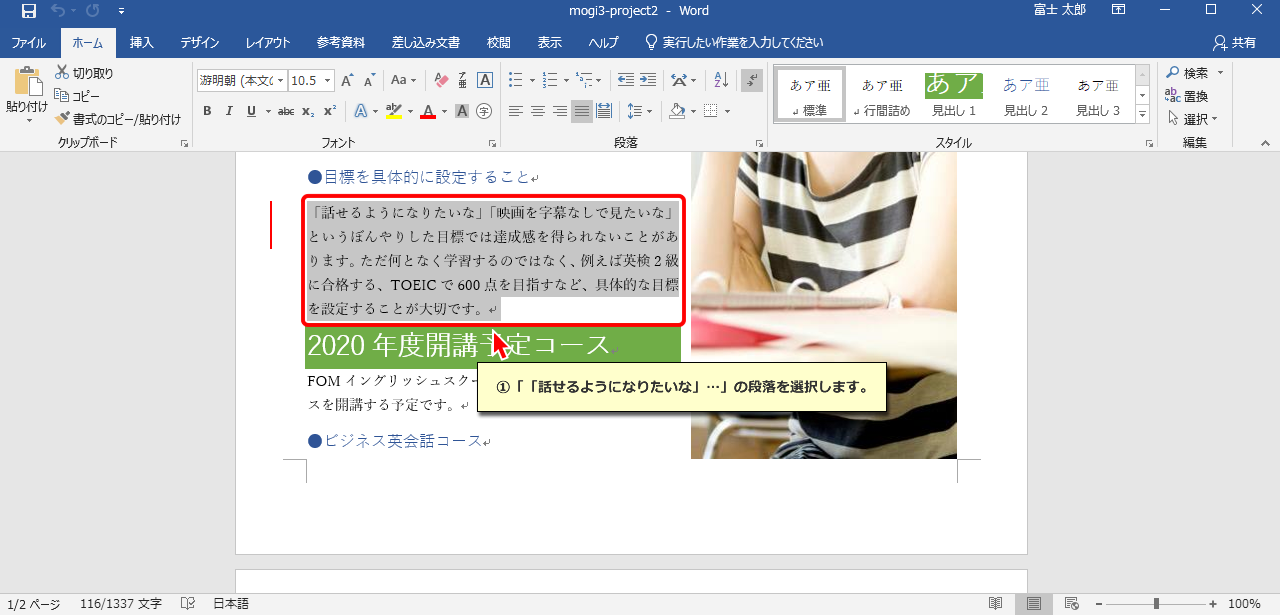 mogi3-project2 - Word
富士 太郎
ファイル ホーム 挿入 デザイン レイアウト 参考資料 差し込み文書 校閲 表示 ヘルプ 実行したい作業を入力してください 共有
貼り付け
切り取り
コピー
書式のコピー/貼り付け
クリップボード
游明朝 (本文の 10.5
Aa
B I U abc x₂ x²
フォント
段落
あア亜 標準
あア亜 行間詰め
あア 見出し 1
あア亜 見出し 2
あア亜 見出し 3
スタイル
検索
置換
選択
編集
●目標を具体的に設定すること
「話せるようになりたいな」「映画を字幕なしで見たいな」
というぼんやりした目標では達成感を得られないことがあ
ります。ただ何となく学習するのではなく、例えば英検 2 級
に合格する、TOEIC で 600 点を目指すなど、具体的な目標
を設定することが大切です。
2020 年度開講予定コース
FOM イングリッシュスクー
スを開講する予定です。
①「「話せるようになりたいな」…」の段落を選択します。
●ビジネス英会話コース
1/2 ページ 116/1337 文字 日本語 100%